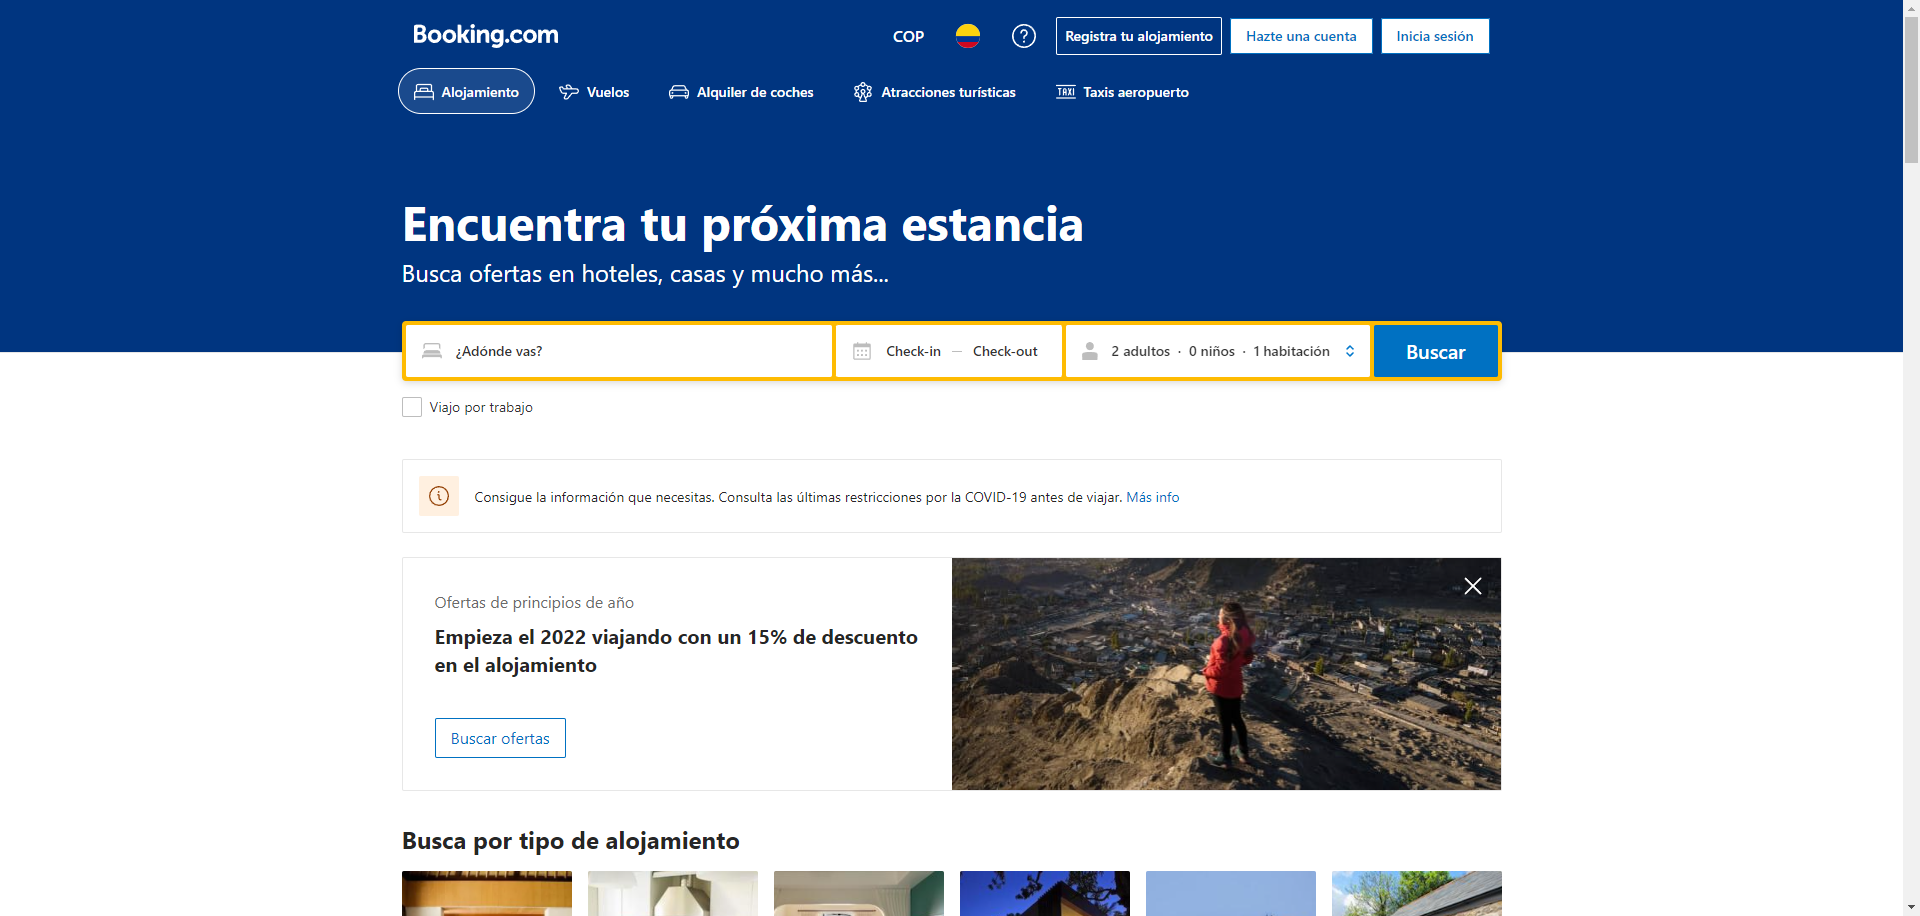 Booking.com
COP
Registra tu alojamiento
Hazte una cuenta
Inicia sesión
Alojamiento
Vuelos
Alquiler de coches
Atracciones turísticas
TAXI
Taxis aeropuerto
Encuentra tu próxima estancia
Busca ofertas en hoteles, casas y mucho más...
¿Adónde vas?
Check-in — Check-out
2 adultos · 0 niños · 1 habitación
Buscar
Viajo por trabajo
Consigue la información que necesitas. Consulta las últimas restricciones por la COVID-19 antes de viajar. Más info
Ofertas de principios de año
Empieza el 2022 viajando con un 15% de descuento
en el alojamiento
Buscar ofertas
Busca por tipo de alojamiento